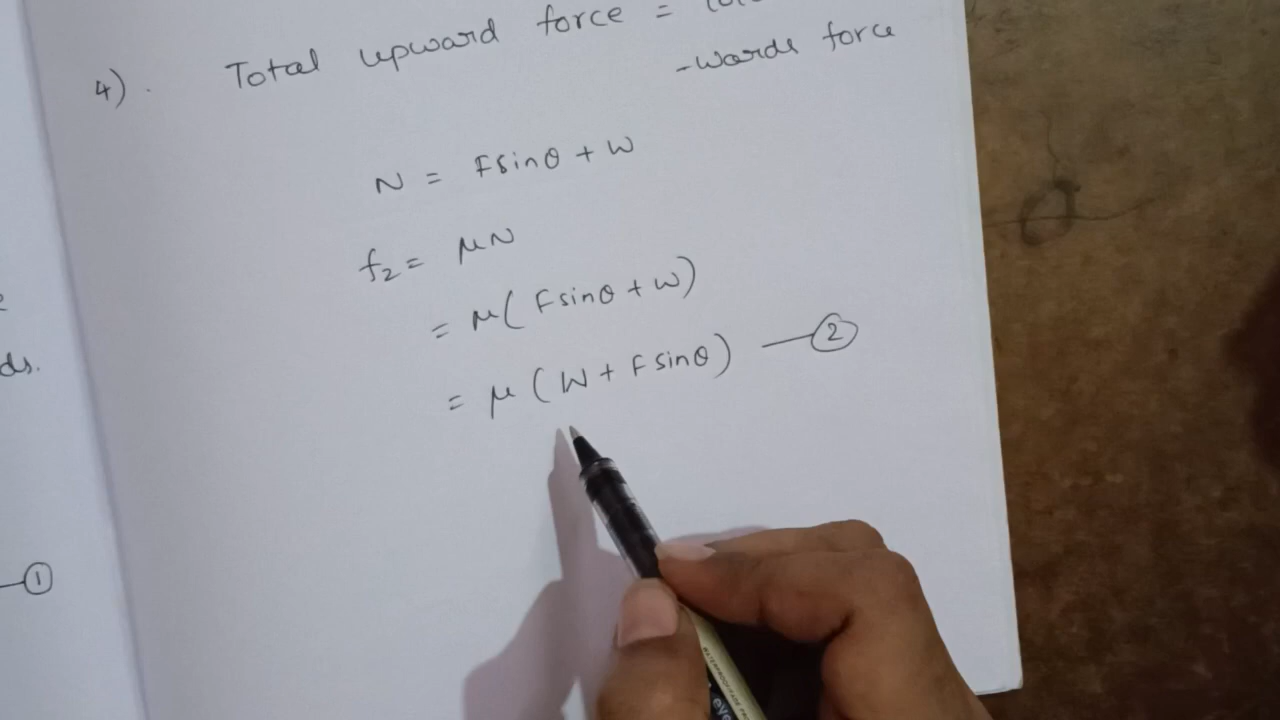 4). Total upward force =
-wards force
N = Fsinθ + W
f₂ = μN
= μ(Fsinθ + W)
= μ(W + Fsinθ) — ②
ds.
— ①